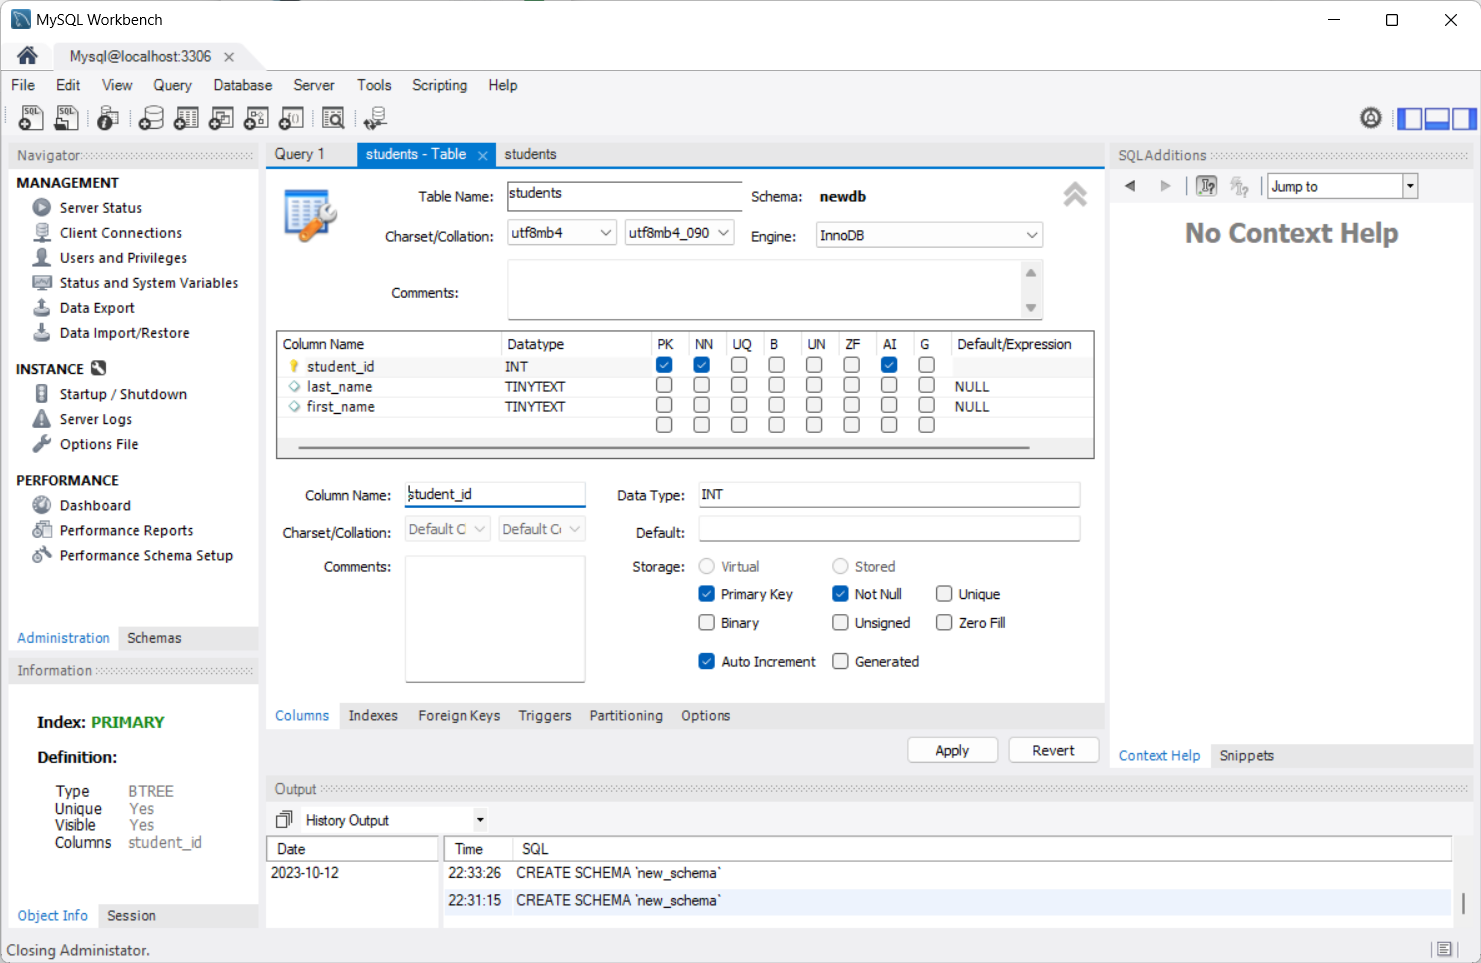 MySQL Workbench
Mysql@localhost:3306
File Edit View Query Database Server Tools Scripting Help
Navigator
MANAGEMENT
Server Status
Client Connections
Users and Privileges
Status and System Variables
Data Export
Data Import/Restore
INSTANCE
Startup / Shutdown
Server Logs
Options File
PERFORMANCE
Dashboard
Performance Reports
Performance Schema Setup
Administration Schemas
Information
Index: PRIMARY
Definition:
Type BTREE
Unique Yes
Visible Yes
Columns student_id
Object Info Session
Query 1 students - Table students
Table Name: students Schema: newdb
Charset/Collation: utf8mb4 utf8mb4_090 Engine: InnoDB
Comments:
Column Name Datatype PK NN UQ B UN ZF AI G Default/Expression
student_id INT
last_name TINYTEXT NULL
first_name TINYTEXT NULL
Column Name: student_id Data Type: INT
Charset/Collation: Default C Default Co Default:
Comments: Storage: Virtual Stored
Primary Key Not Null Unique
Binary Unsigned Zero Fill
Auto Increment Generated
Columns Indexes Foreign Keys Triggers Partitioning Options
Apply Revert
Output
History Output
Date Time SQL
2023-10-12 22:33:26 CREATE SCHEMA `new_schema`
22:31:15 CREATE SCHEMA `new_schema`
SQLAdditions
Jump to
No Context Help
Context Help Snippets
Closing Administator.